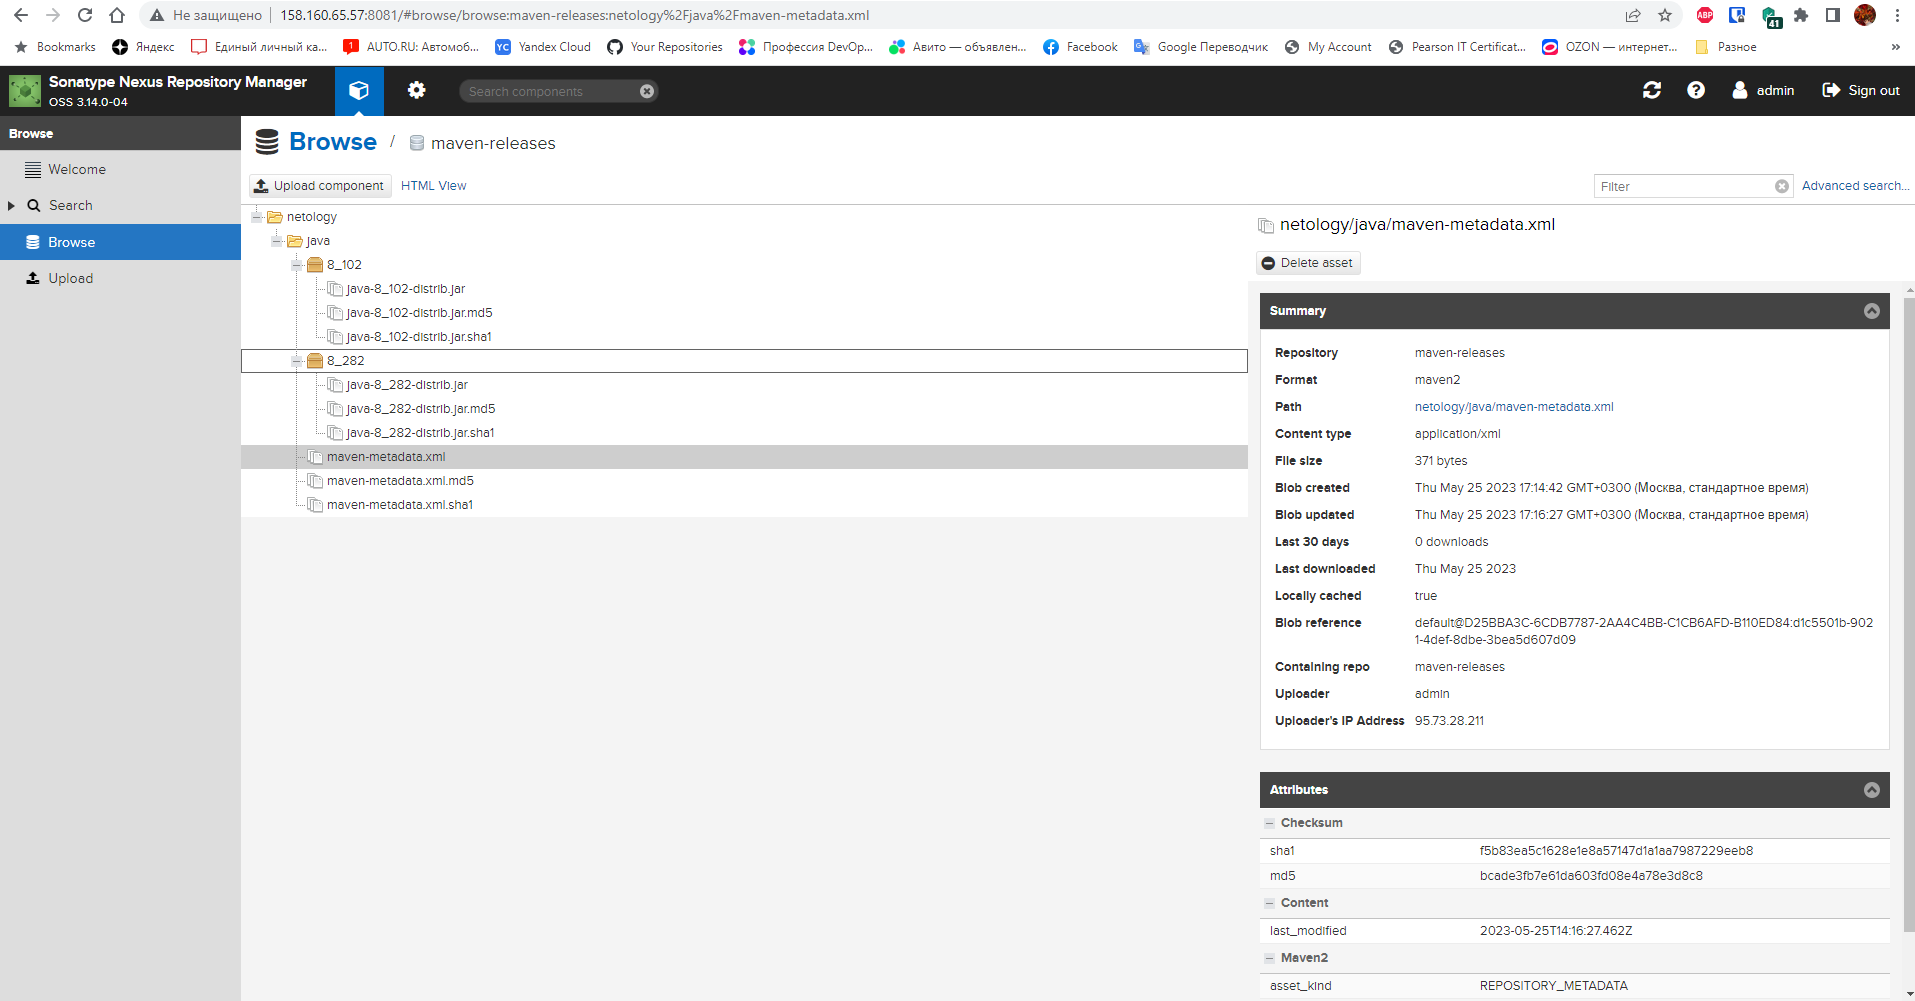 Не защищено | 158.160.65.57:8081/#browse/browse:maven-releases:netology%2Fjava%2Fmaven-metadata.xml
ABP
41
Bookmarks Яндекс Единый личный ка... AUTO.RU: Автомоб... YC Yandex Cloud Your Repositories Профессия DevOp... Авито — объявлен... Facebook Google Переводчик My Account Pearson IT Certificat... OZON — интернет... Разное »
Sonatype Nexus Repository Manager
OSS 3.14.0-04
Search components
admin
Sign out
Browse
Welcome
Search
Browse
Upload
Browse / maven-releases
Upload component HTML View
Filter
Advanced search...
netology
java
8_102
java-8_102-distrib.jar
java-8_102-distrib.jar.md5
java-8_102-distrib.jar.sha1
8_282
java-8_282-distrib.jar
java-8_282-distrib.jar.md5
java-8_282-distrib.jar.sha1
maven-metadata.xml
maven-metadata.xml.md5
maven-metadata.xml.sha1
netology/java/maven-metadata.xml
Delete asset
Summary
Repository maven-releases
Format maven2
Path netology/java/maven-metadata.xml
Content type application/xml
File size 371 bytes
Blob created Thu May 25 2023 17:14:42 GMT+0300 (Москва, стандартное время)
Blob updated Thu May 25 2023 17:16:27 GMT+0300 (Москва, стандартное время)
Last 30 days 0 downloads
Last downloaded Thu May 25 2023
Locally cached true
Blob reference default@D25BBA3C-6CDB7787-2AA4C4BB-C1CB6AFD-B110ED84:d1c5501b-902
1-4def-8dbe-3bea5d607d09
Containing repo maven-releases
Uploader admin
Uploader's IP Address 95.73.28.211
Attributes
Checksum
sha1 f5b83ea5c1628e1e8a57147d1a1aa7987229eeb8
md5 bcade3fb7e61da603fd08e4a78e3d8c8
Content
last_modified 2023-05-25T14:16:27.462Z
Maven2
asset_kind REPOSITORY_METADATA